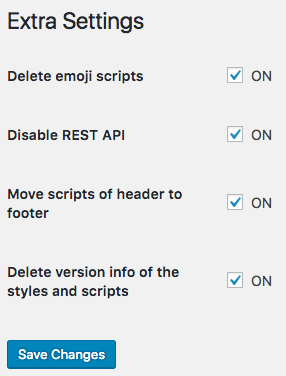 Extra Settings
Delete emoji scripts
ON
Disable REST API
ON
Move scripts of header to
footer
ON
Delete version info of the
styles and scripts
ON
Save Changes